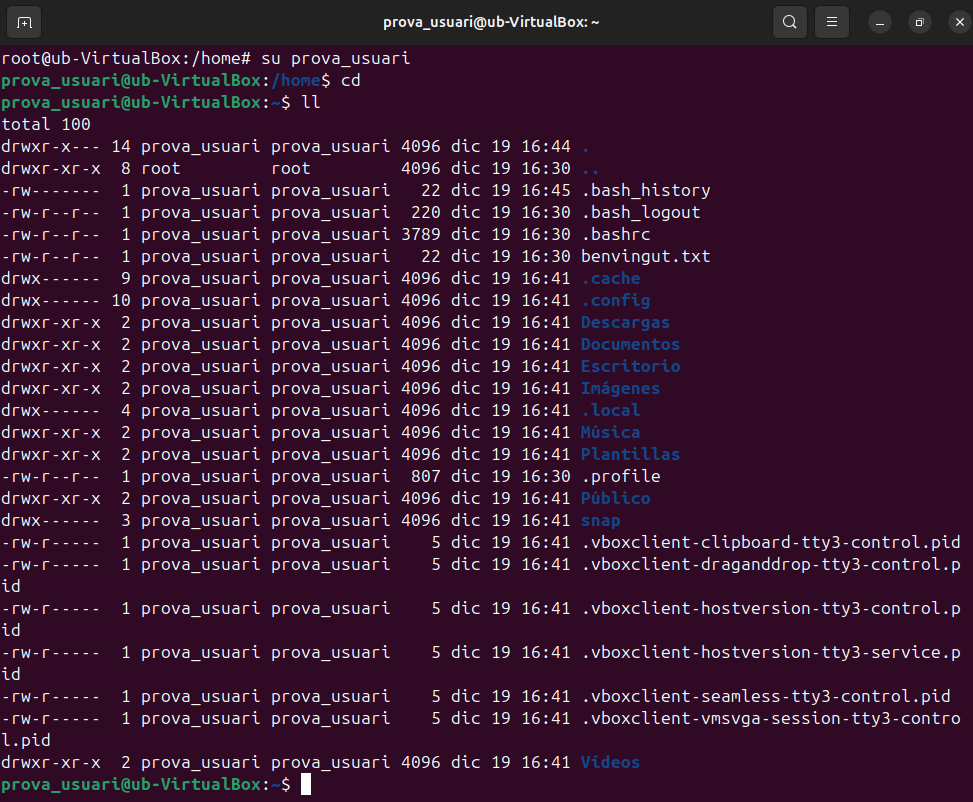 prova_usuari@ub-VirtualBox: ~
root@ub-VirtualBox:/home# su prova_usuari
prova_usuari@ub-VirtualBox:/home$ cd
prova_usuari@ub-VirtualBox:~$ ll
total 100
drwxr-x--- 14 prova_usuari prova_usuari 4096 dic 19 16:44 .
drwxr-xr-x  8 root         root         4096 dic 19 16:30 ..
-rw-------  1 prova_usuari prova_usuari   22 dic 19 16:45 .bash_history
-rw-r--r--  1 prova_usuari prova_usuari  220 dic 19 16:30 .bash_logout
-rw-r--r--  1 prova_usuari prova_usuari 3789 dic 19 16:30 .bashrc
-rw-r--r--  1 prova_usuari prova_usuari   22 dic 19 16:30 benvingut.txt
drwx------  9 prova_usuari prova_usuari 4096 dic 19 16:41 .cache
drwx------ 10 prova_usuari prova_usuari 4096 dic 19 16:41 .config
drwxr-xr-x  2 prova_usuari prova_usuari 4096 dic 19 16:41 Descargas
drwxr-xr-x  2 prova_usuari prova_usuari 4096 dic 19 16:41 Documentos
drwxr-xr-x  2 prova_usuari prova_usuari 4096 dic 19 16:41 Escritorio
drwxr-xr-x  2 prova_usuari prova_usuari 4096 dic 19 16:41 Imágenes
drwx------  4 prova_usuari prova_usuari 4096 dic 19 16:41 .local
drwxr-xr-x  2 prova_usuari prova_usuari 4096 dic 19 16:41 Música
drwxr-xr-x  2 prova_usuari prova_usuari 4096 dic 19 16:41 Plantillas
-rw-r--r--  1 prova_usuari prova_usuari  807 dic 19 16:30 .profile
drwxr-xr-x  2 prova_usuari prova_usuari 4096 dic 19 16:41 Público
drwx------  3 prova_usuari prova_usuari 4096 dic 19 16:41 snap
-rw-r-----  1 prova_usuari prova_usuari    5 dic 19 16:41 .vboxclient-clipboard-tty3-control.pid
-rw-r-----  1 prova_usuari prova_usuari    5 dic 19 16:41 .vboxclient-draganddrop-tty3-control.p
id
-rw-r-----  1 prova_usuari prova_usuari    5 dic 19 16:41 .vboxclient-hostversion-tty3-control.p
id
-rw-r-----  1 prova_usuari prova_usuari    5 dic 19 16:41 .vboxclient-hostversion-tty3-service.p
id
-rw-r-----  1 prova_usuari prova_usuari    5 dic 19 16:41 .vboxclient-seamless-tty3-control.pid
-rw-r-----  1 prova_usuari prova_usuari    5 dic 19 16:41 .vboxclient-vmsvga-session-tty3-contro
l.pid
drwxr-xr-x  2 prova_usuari prova_usuari 4096 dic 19 16:41 Vídeos
prova_usuari@ub-VirtualBox:~$